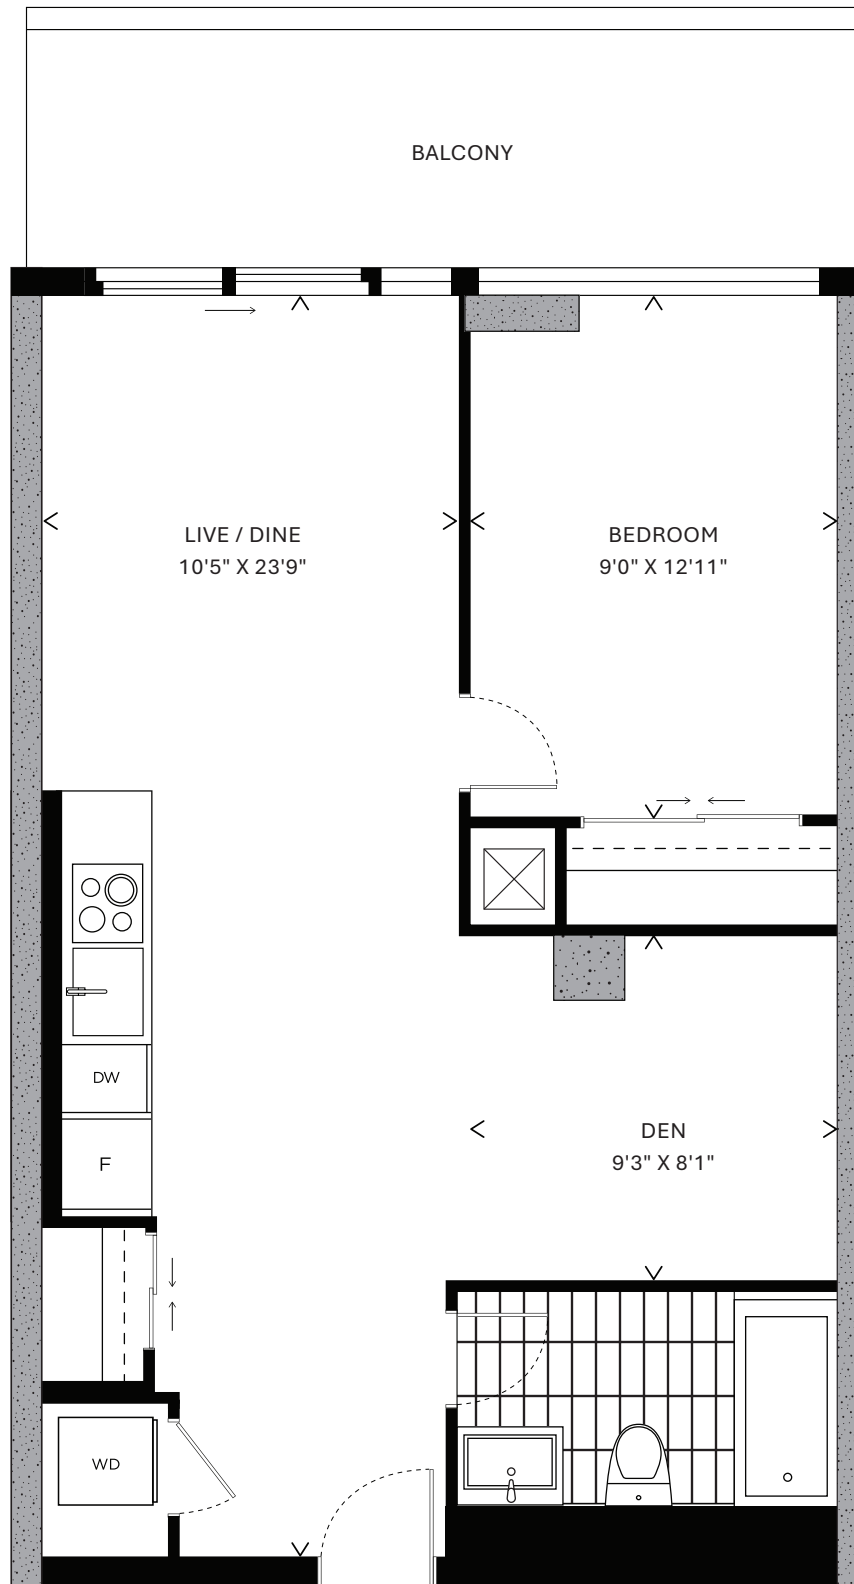 BALCONY
LIVE / DINE
10'5" X 23'9"
BEDROOM
9'0" X 12'11"
DW
F
DEN
9'3" X 8'1"
WD